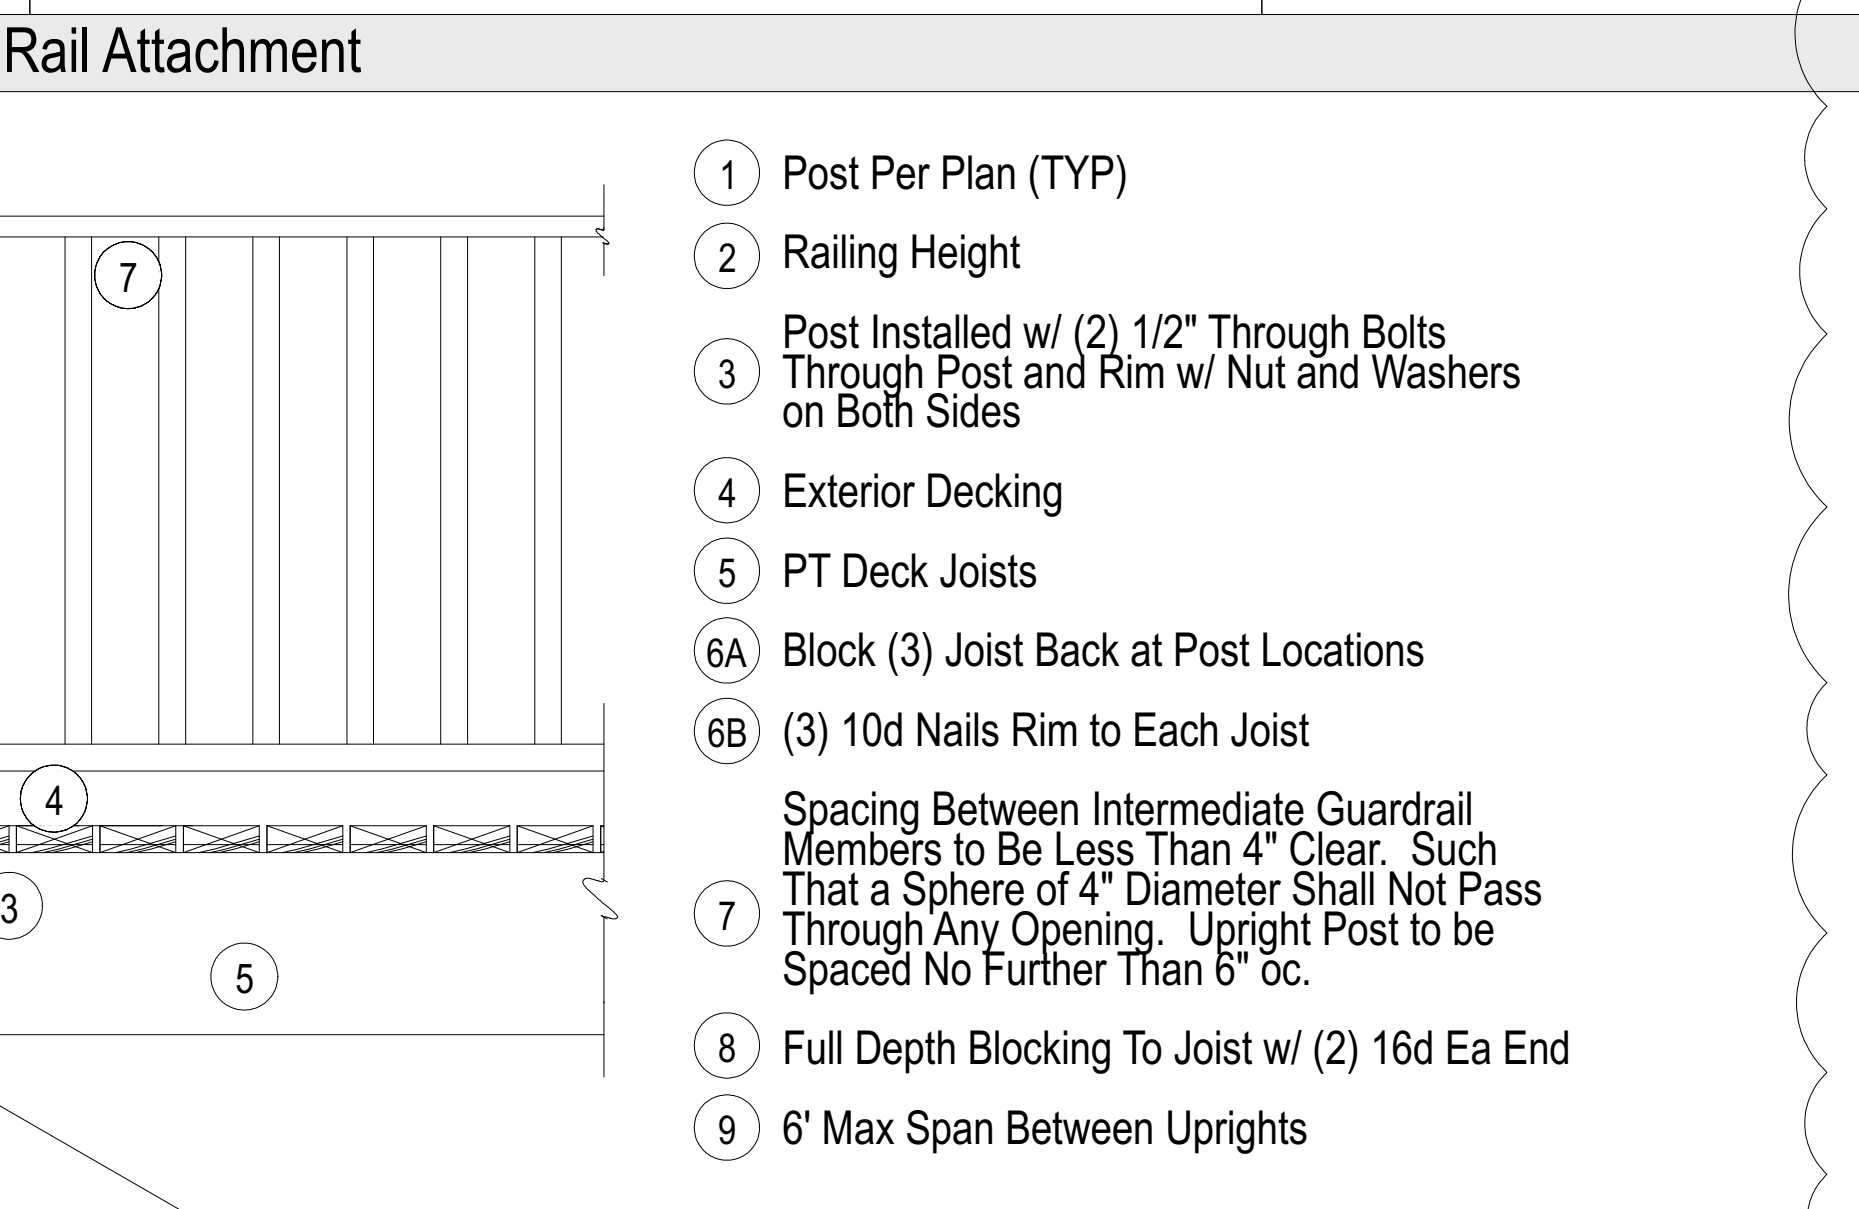 Rail Attachment
7
4
3
5
1 Post Per Plan (TYP)
2 Railing Height
Post Installed w/ (2) 1/2" Through Bolts
3 Through Post and Rim w/ Nut and Washers
on Both Sides
4 Exterior Decking
5 PT Deck Joists
6A Block (3) Joist Back at Post Locations
6B (3) 10d Nails Rim to Each Joist
Spacing Between Intermediate Guardrail
Members to Be Less Than 4" Clear. Such
That a Sphere of 4" Diameter Shall Not Pass
7 Through Any Opening. Upright Post to be
Spaced No Further Than 6" oc.
8 Full Depth Blocking To Joist w/ (2) 16d Ea End
9 6' Max Span Between Uprights